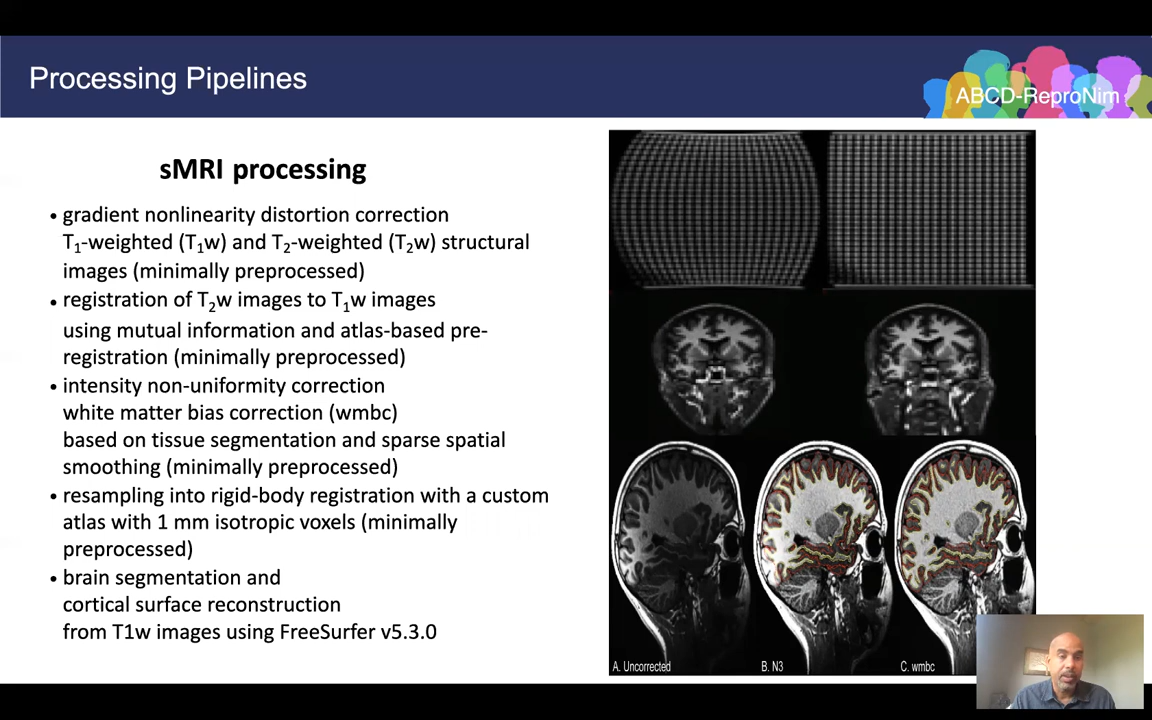 Processing Pipelines
ABCD-ReproNim
sMRI processing
• gradient nonlinearity distortion correction
T₁-weighted (T₁w) and T₂-weighted (T₂w) structural
images (minimally preprocessed)
• registration of T₂w images to T₁w images
using mutual information and atlas-based pre-
registration (minimally preprocessed)
• intensity non-uniformity correction
white matter bias correction (wmbc)
based on tissue segmentation and sparse spatial
smoothing (minimally preprocessed)
• resampling into rigid-body registration with a custom
atlas with 1 mm isotropic voxels (minimally
preprocessed)
• brain segmentation and
cortical surface reconstruction
from T1w images using FreeSurfer v5.3.0
A. Uncorrected
B. N3
C. wmbc